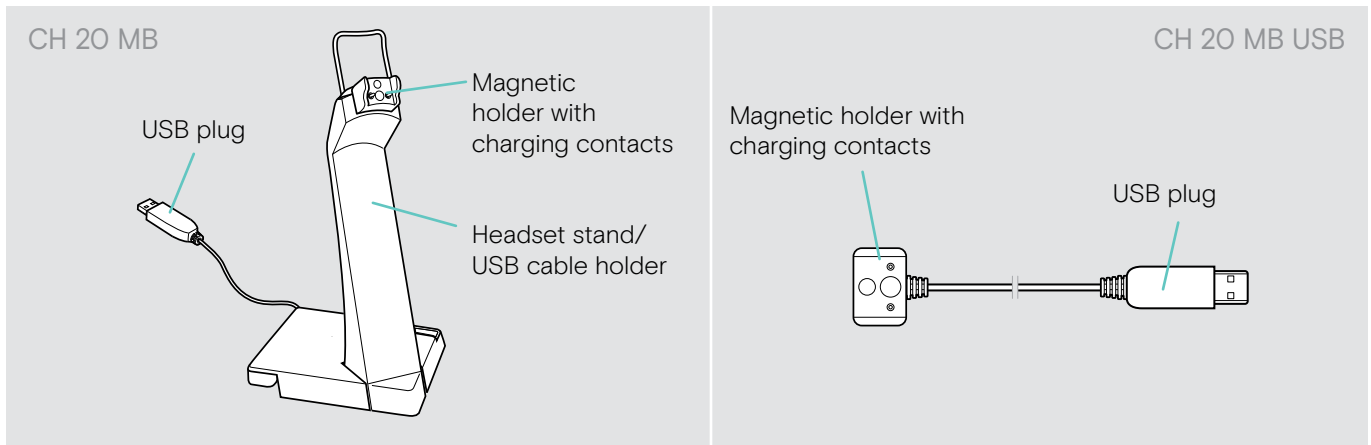 CH 20 MB
Magnetic
holder with
charging contacts
USB plug
Headset stand/
USB cable holder
CH 20 MB USB
Magnetic holder with
charging contacts
USB plug